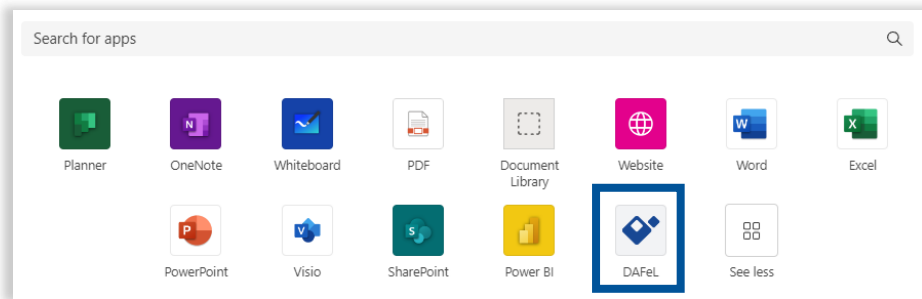 Search for apps
Planner
OneNote
Whiteboard
PDF
Document
Library
Website
Word
Excel
PowerPoint
Visio
SharePoint
Power BI
DAFeL
See less